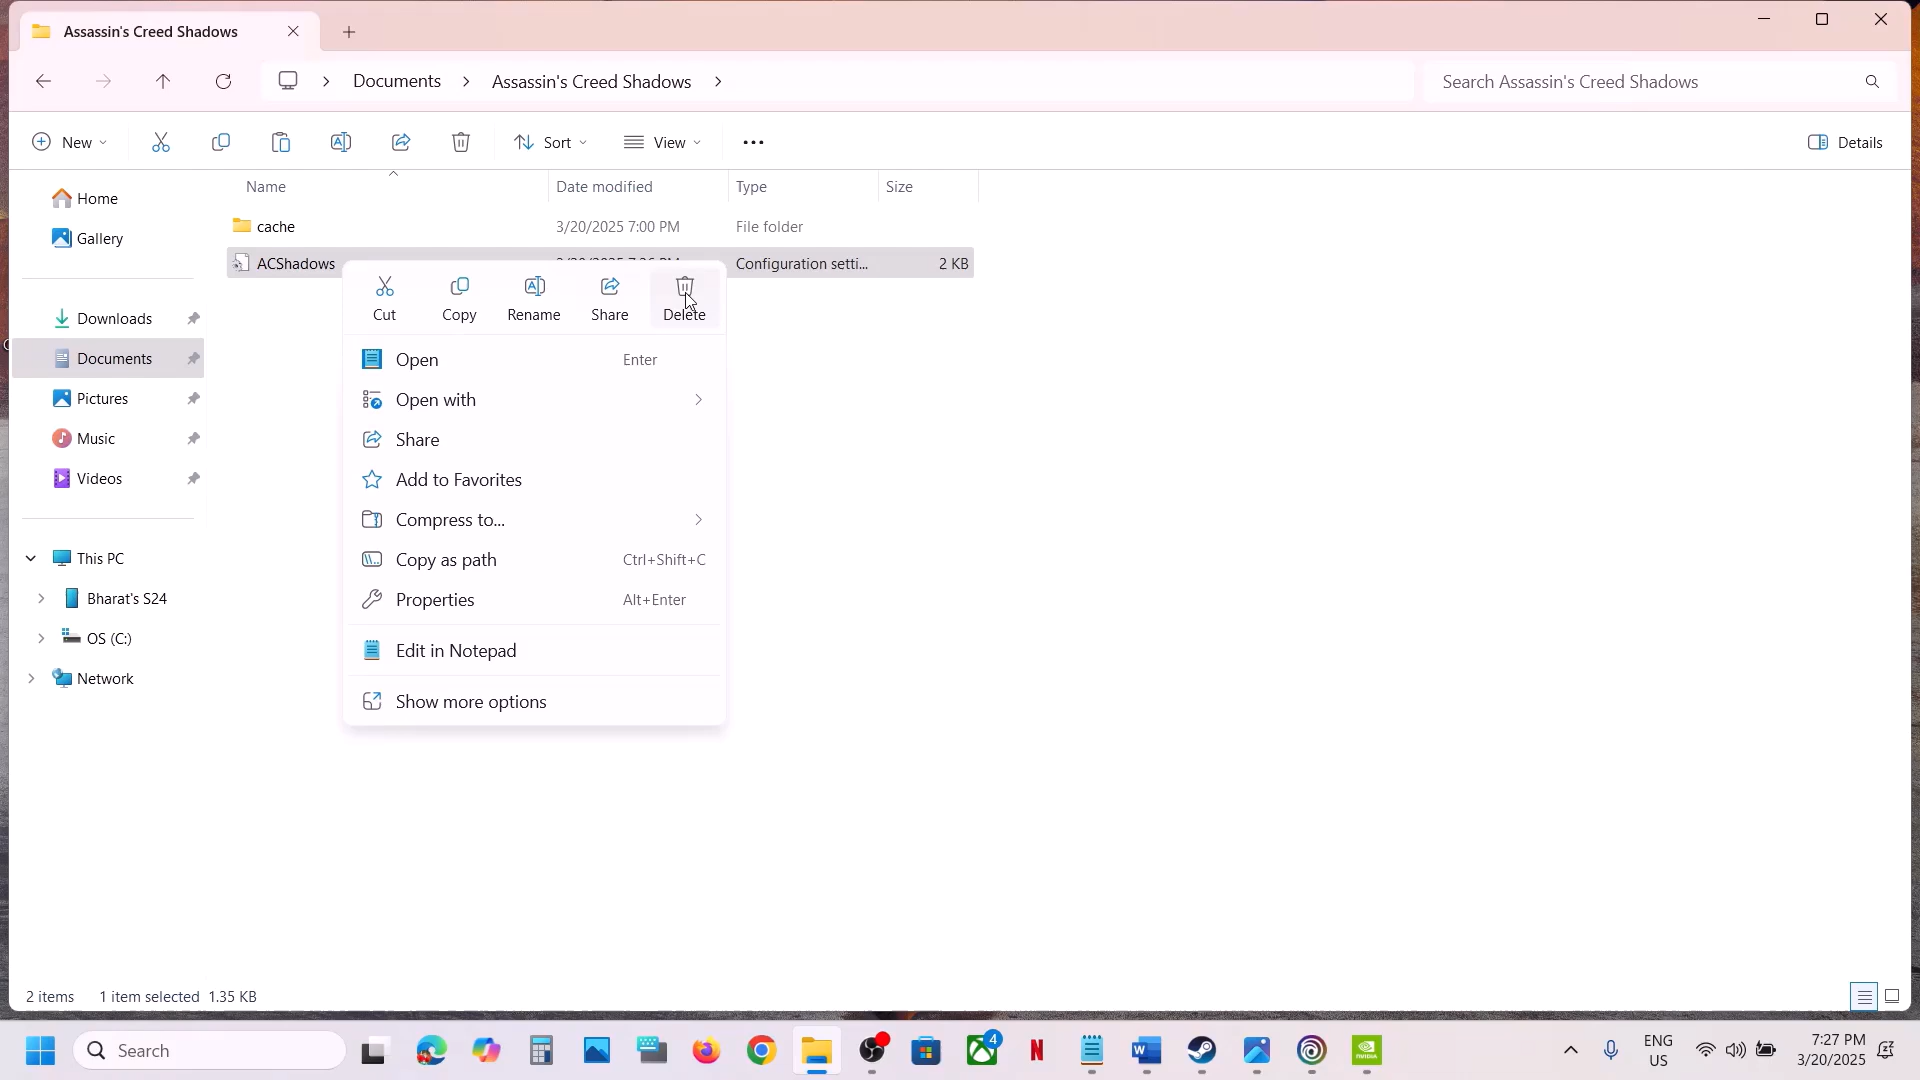 Assassin's Creed Shadows
Documents
Assassin's Creed Shadows
Search Assassin's Creed Shadows
New
Sort
View
Details
Name
Date modified
Type
Size
Home
Gallery
Downloads
Documents
Pictures
Music
Videos
This PC
Bharat's S24
OS (C:)
Network
cache
3/20/2025 7:00 PM
File folder
ACShadows
Configuration setti...
2 KB
Cut
Copy
Rename
Share
Delete
Open
Enter
Open with
Share
Add to Favorites
Compress to...
Copy as path
Ctrl+Shift+C
Properties
Alt+Enter
Edit in Notepad
Show more options
2 items
1 item selected
1.35 KB
Search
4
N
NVIDIA
ENG
US
7:27 PM
3/20/2025